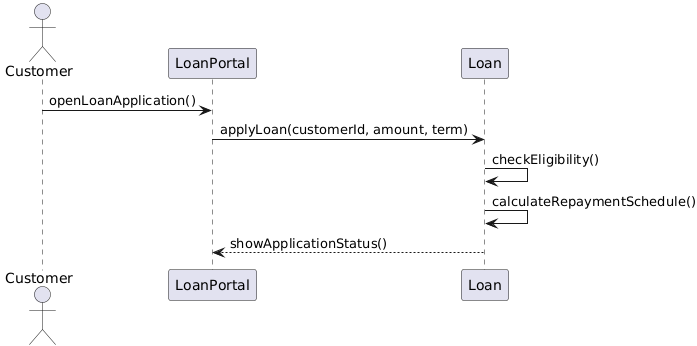 Customer
LoanPortal
Loan
openLoanApplication()
applyLoan(customerId, amount, term)
checkEligibility()
calculateRepaymentSchedule()
showApplicationStatus()
Customer
LoanPortal
Loan